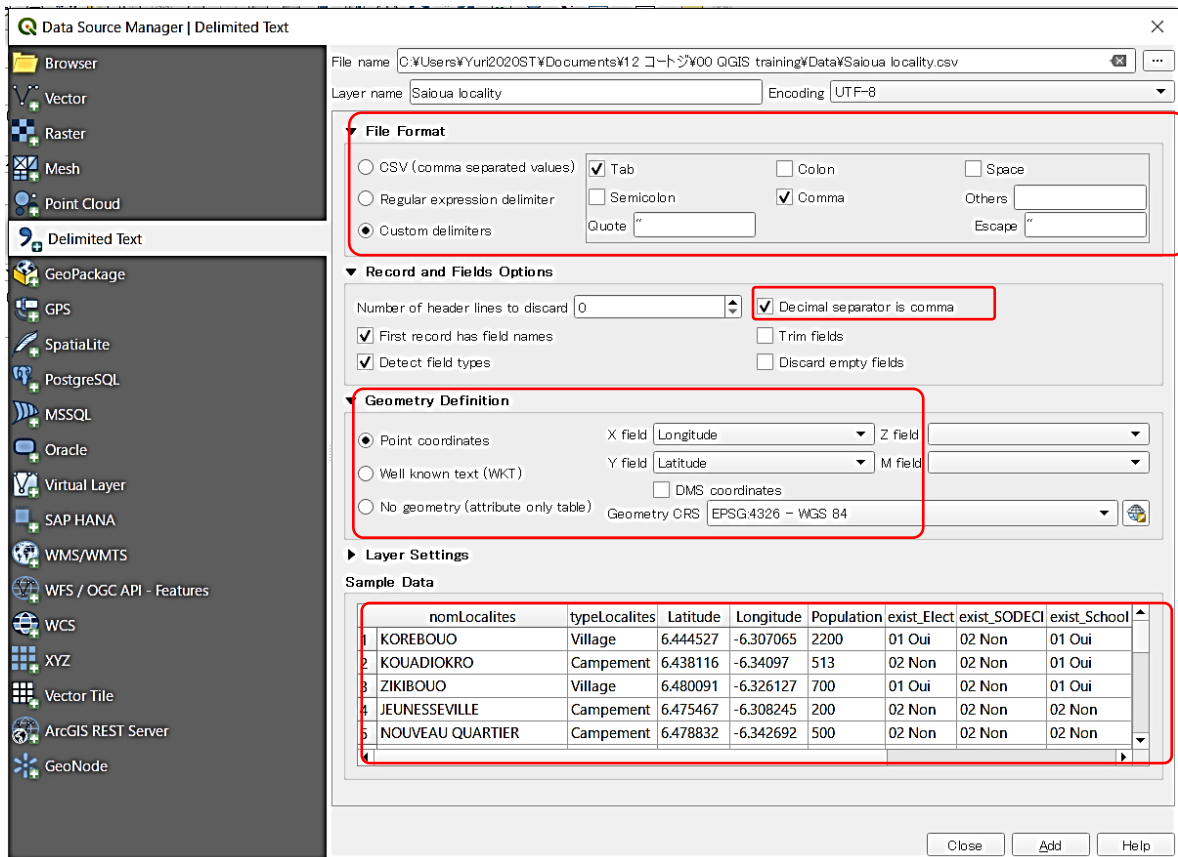 Data Source Manager | Delimited Text
Browser
Vector
Raster
Mesh
Point Cloud
Delimited Text
GeoPackage
GPS
SpatiaLite
PostgreSQL
MSSQL
Oracle
Virtual Layer
SAP HANA
WMS/WMTS
WFS / OGC API - Features
WCS
XYZ
Vector Tile
ArcGIS REST Server
GeoNode
File name C:¥Users¥Yuri2020ST¥Documents¥12 コートジ¥00 QGIS training¥Data¥Saioua locality.csv ...
Layer name Saioua locality Encoding UTF-8
File Format
CSV (comma separated values) Tab Colon Space
Regular expression delimiter Semicolon Comma Others
Custom delimiters Quote " Escape "
Record and Fields Options
Number of header lines to discard 0 Decimal separator is comma
First record has field names Trim fields
Detect field types Discard empty fields
Geometry Definition
Point coordinates X field Longitude Z field
Well known text (WKT) Y field Latitude M field
DMS coordinates
No geometry (attribute only table) Geometry CRS EPSG:4326 - WGS 84
Layer Settings
Sample Data
nomLocalites typeLocalites Latitude Longitude Population exist_Elect exist_SODECI exist_School
1 KOREBOUO Village 6.444527 -6.307065 2200 01 Oui 02 Non 01 Oui
2 KOUADIOKRO Campement 6.438116 -6.34097 513 02 Non 02 Non 01 Oui
3 ZIKIBOUO Village 6.480091 -6.326127 700 01 Oui 02 Non 01 Oui
4 JEUNESSEVILLE Campement 6.475467 -6.308245 200 02 Non 02 Non 02 Non
5 NOUVEAU QUARTIER Campement 6.478832 -6.342692 500 02 Non 02 Non 02 Non
Close Add Help